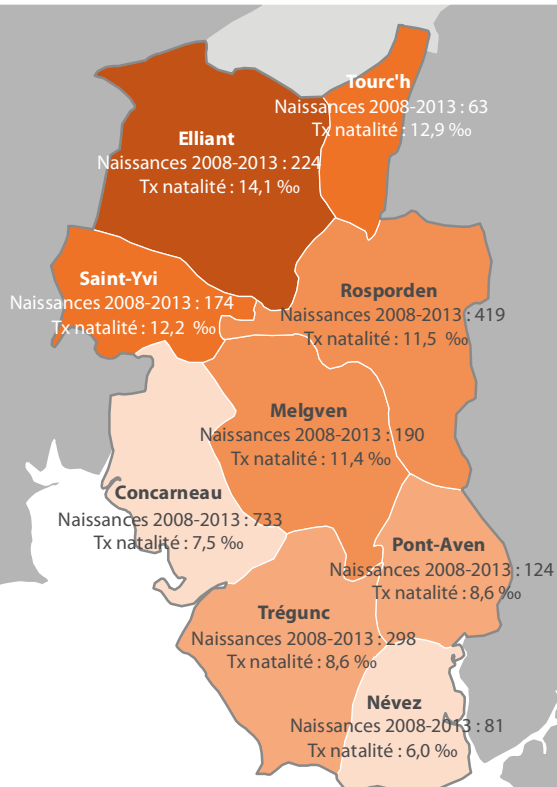 Tourc'h
Naissances 2008-2013 : 63
Tx natalité : 12,9 ‰
Elliant
Naissances 2008-2013 : 224
Tx natalité : 14,1 ‰
Saint-Yvi
Naissances 2008-2013 : 174
Tx natalité : 12,2 ‰
Rosporden
Naissances 2008-2013 : 419
Tx natalité : 11,5 ‰
Melgven
Naissances 2008-2013 : 190
Tx natalité : 11,4 ‰
Concarneau
Naissances 2008-2013 : 733
Tx natalité : 7,5 ‰
Pont-Aven
Naissances 2008-2013 : 124
Tx natalité : 8,6 ‰
Trégunc
Naissances 2008-2013 : 298
Tx natalité : 8,6 ‰
Névez
Naissances 2008-2013 : 81
Tx natalité : 6,0 ‰